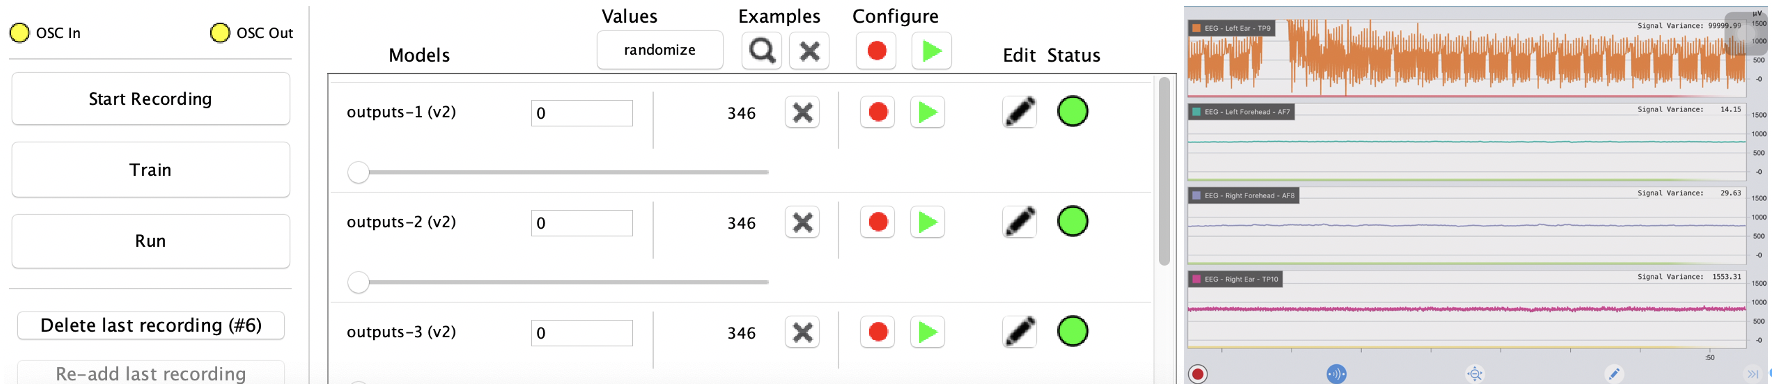 OSC In
OSC Out
Start Recording
Train
Run
Delete last recording (#6)
Re-add last recording
Values
Examples
Configure
Models
randomize
Edit
Status
outputs-1 (v2)
0
346
outputs-2 (v2)
0
346
outputs-3 (v2)
0
346
µV
EEG - Left Ear - TP9
Signal Variance: 99999.99
1500
1000
500
-0
EEG - Left Forehead - AF7
Signal Variance: 14.15
1500
1000
500
-0
EEG - Right Forehead - AF8
Signal Variance: 29.63
1500
1000
500
-0
EEG - Right Ear - TP10
Signal Variance: 1553.31
1500
1000
500
-0
:50